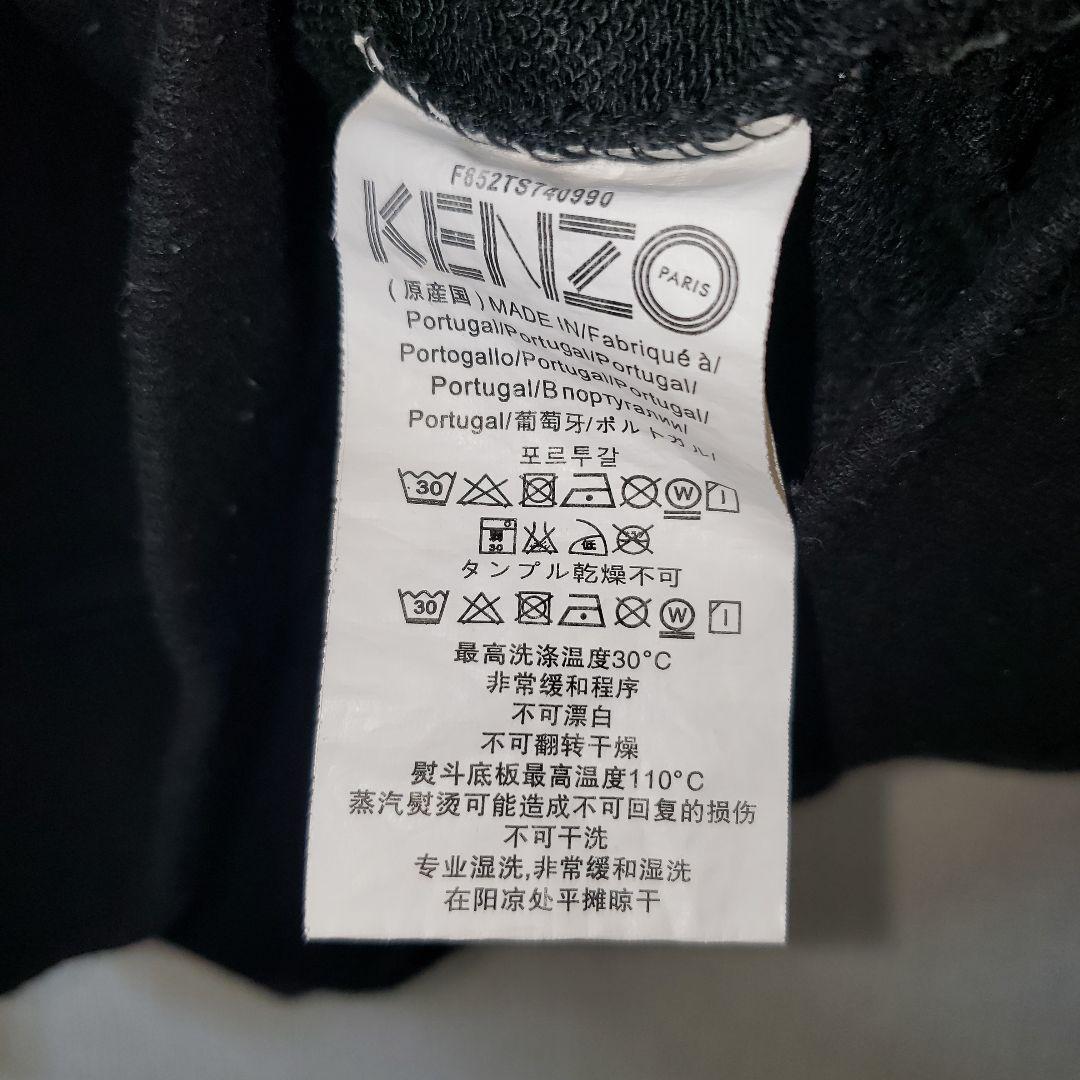 F852TS740990
KENZO
PARIS
(原産国)MADE IN/Fabriqué à/
Portugal/Portugal/Portugal/
Portogallo/Portugal/Portugal/
Portugal/Впортугалии/
Portugal/葡萄牙/ポルトガル/
포르투갈
30 W I
弱 30 低
タンプル乾燥不可
30 W I
最高洗涤温度30°C
非常缓和程序
不可漂白
不可翻转干燥
熨斗底板最高温度110°C
蒸汽熨烫可能造成不可回复的损伤
不可干洗
专业湿洗,非常缓和湿洗
在阳凉处平摊晾干